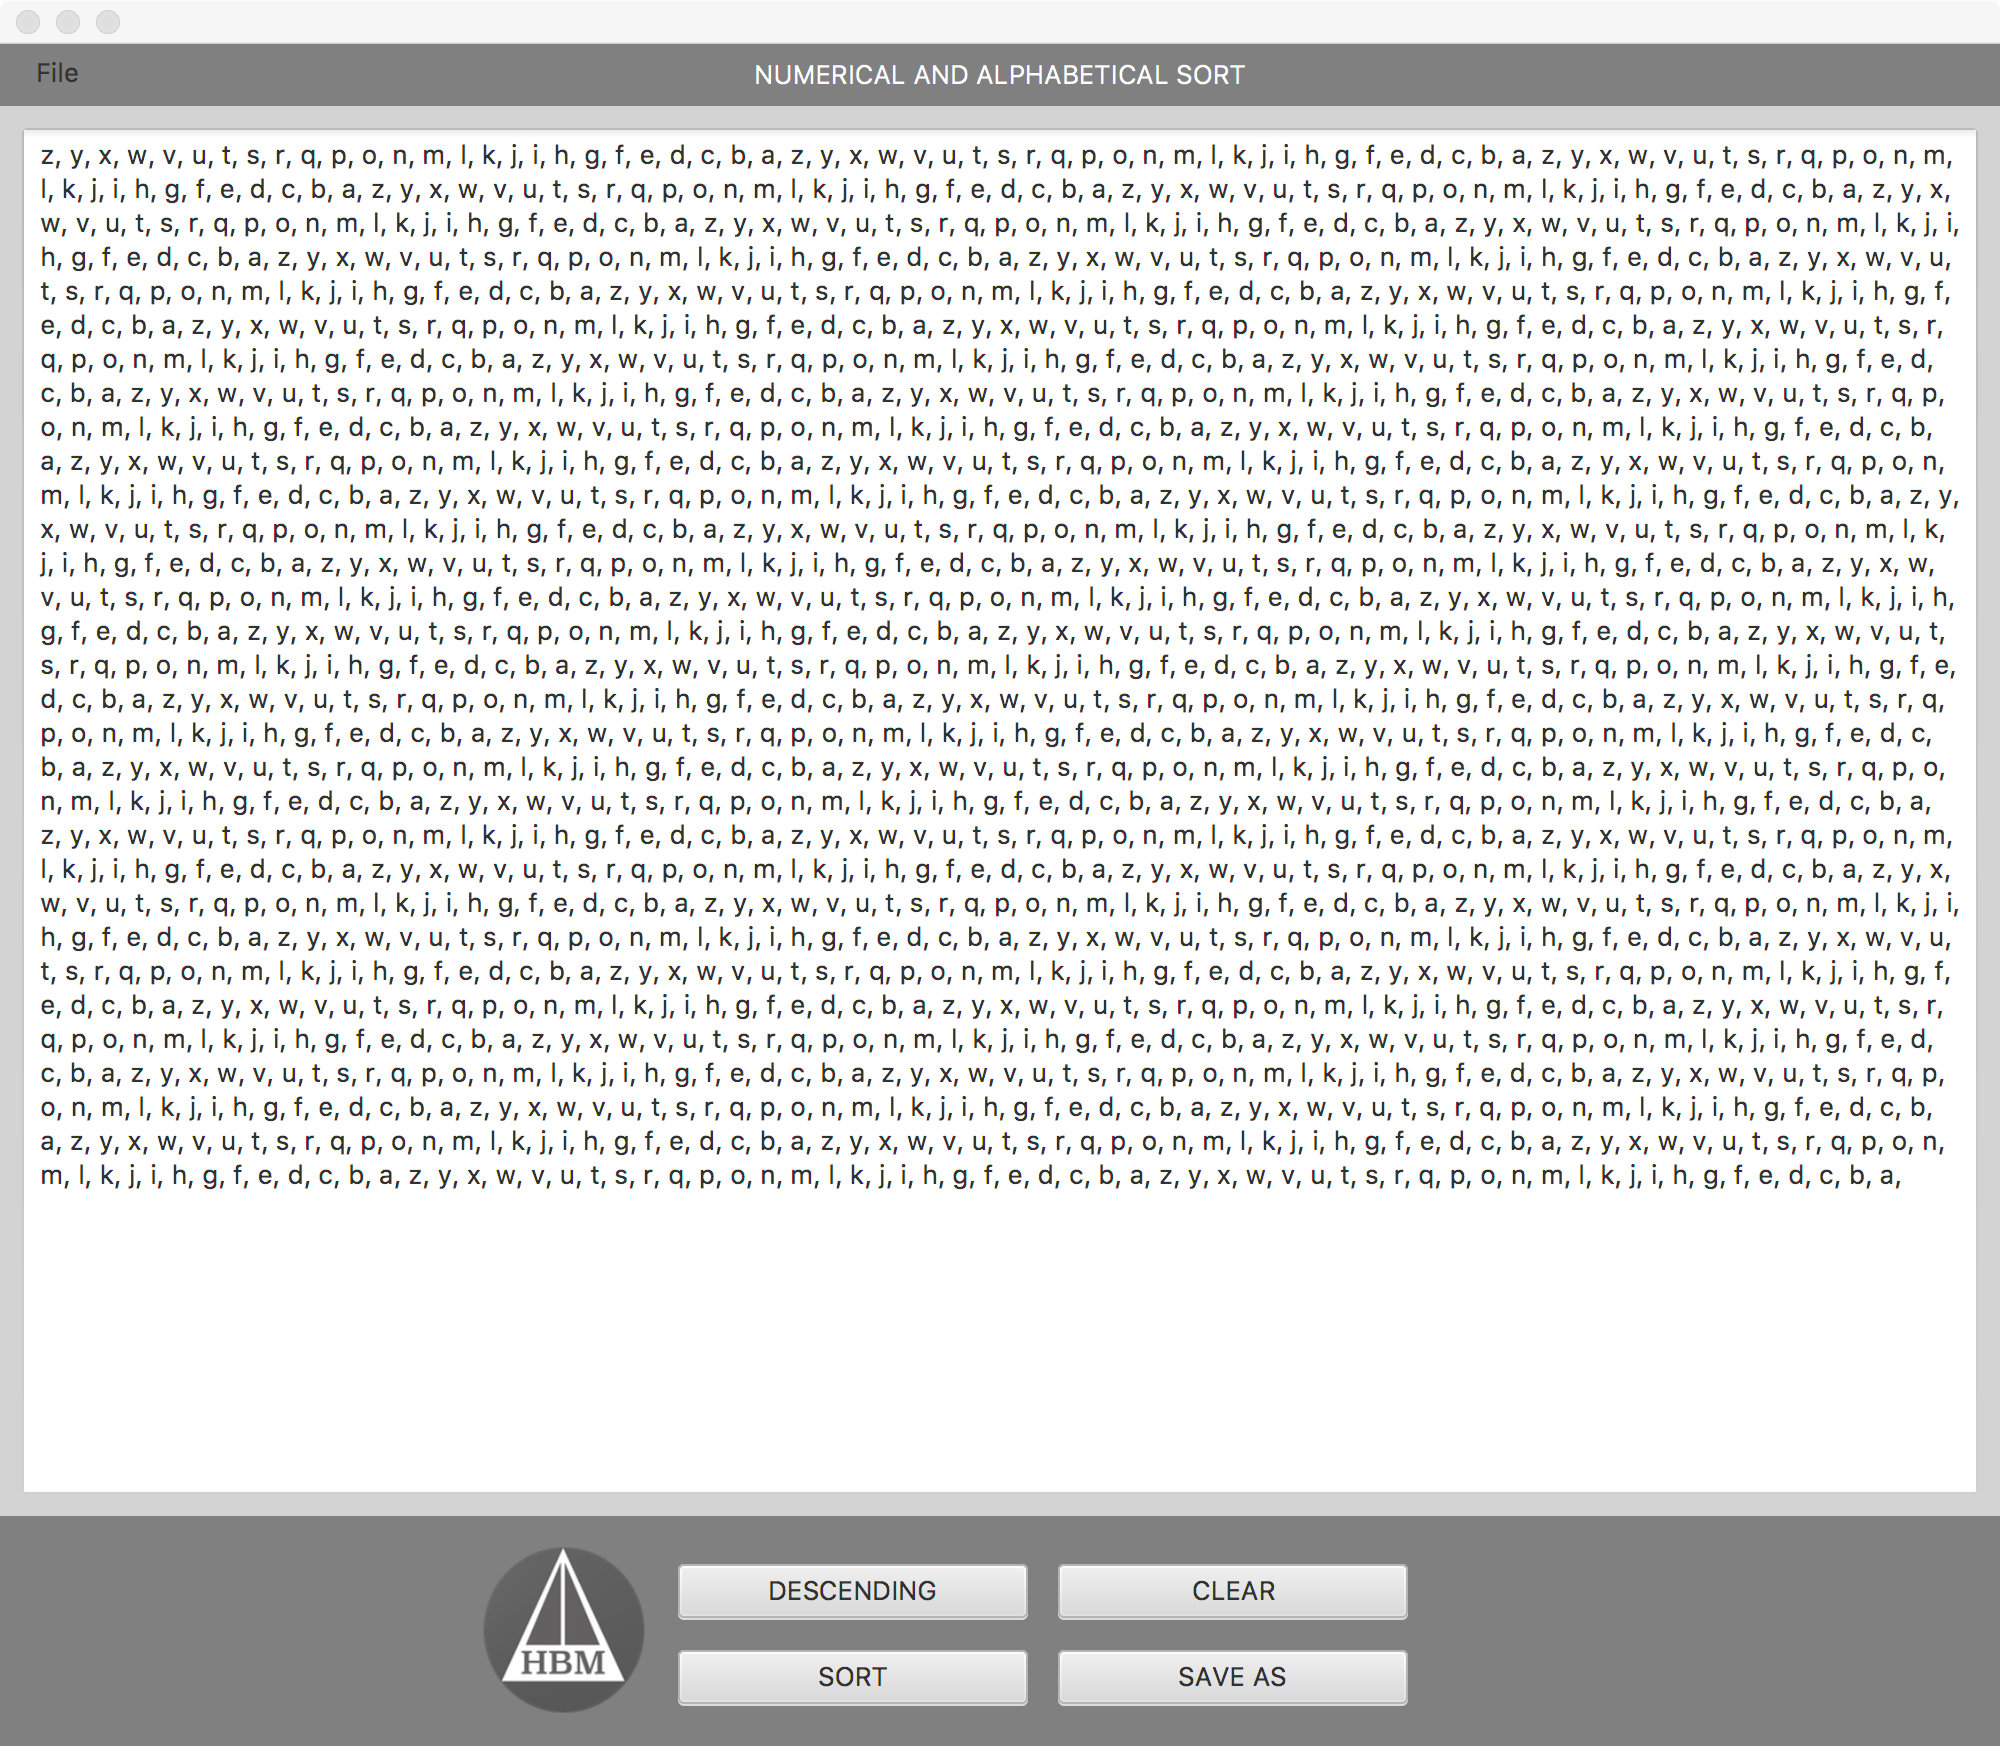 File
NUMERICAL AND ALPHABETICAL SORT
z, y, x, w, v, u, t, s, r, q, p, o, n, m, l, k, j, i, h, g, f, e, d, c, b, a, z, y, x, w, v, u, t, s, r, q, p, o, n, m, l, k, j, i, h, g, f, e, d, c, b, a, z, y, x, w, v, u, t, s, r, q, p, o, n, m,
l, k, j, i, h, g, f, e, d, c, b, a, z, y, x, w, v, u, t, s, r, q, p, o, n, m, l, k, j, i, h, g, f, e, d, c, b, a, z, y, x, w, v, u, t, s, r, q, p, o, n, m, l, k, j, i, h, g, f, e, d, c, b, a, z, y, x,
w, v, u, t, s, r, q, p, o, n, m, l, k, j, i, h, g, f, e, d, c, b, a, z, y, x, w, v, u, t, s, r, q, p, o, n, m, l, k, j, i, h, g, f, e, d, c, b, a, z, y, x, w, v, u, t, s, r, q, p, o, n, m, l, k, j, i,
h, g, f, e, d, c, b, a, z, y, x, w, v, u, t, s, r, q, p, o, n, m, l, k, j, i, h, g, f, e, d, c, b, a, z, y, x, w, v, u, t, s, r, q, p, o, n, m, l, k, j, i, h, g, f, e, d, c, b, a, z, y, x, w, v, u,
t, s, r, q, p, o, n, m, l, k, j, i, h, g, f, e, d, c, b, a, z, y, x, w, v, u, t, s, r, q, p, o, n, m, l, k, j, i, h, g, f, e, d, c, b, a, z, y, x, w, v, u, t, s, r, q, p, o, n, m, l, k, j, i, h, g, f,
e, d, c, b, a, z, y, x, w, v, u, t, s, r, q, p, o, n, m, l, k, j, i, h, g, f, e, d, c, b, a, z, y, x, w, v, u, t, s, r, q, p, o, n, m, l, k, j, i, h, g, f, e, d, c, b, a, z, y, x, w, v, u, t, s, r,
q, p, o, n, m, l, k, j, i, h, g, f, e, d, c, b, a, z, y, x, w, v, u, t, s, r, q, p, o, n, m, l, k, j, i, h, g, f, e, d, c, b, a, z, y, x, w, v, u, t, s, r, q, p, o, n, m, l, k, j, i, h, g, f, e, d,
c, b, a, z, y, x, w, v, u, t, s, r, q, p, o, n, m, l, k, j, i, h, g, f, e, d, c, b, a, z, y, x, w, v, u, t, s, r, q, p, o, n, m, l, k, j, i, h, g, f, e, d, c, b, a, z, y, x, w, v, u, t, s, r, q, p,
o, n, m, l, k, j, i, h, g, f, e, d, c, b, a, z, y, x, w, v, u, t, s, r, q, p, o, n, m, l, k, j, i, h, g, f, e, d, c, b, a, z, y, x, w, v, u, t, s, r, q, p, o, n, m, l, k, j, i, h, g, f, e, d, c, b,
a, z, y, x, w, v, u, t, s, r, q, p, o, n, m, l, k, j, i, h, g, f, e, d, c, b, a, z, y, x, w, v, u, t, s, r, q, p, o, n, m, l, k, j, i, h, g, f, e, d, c, b, a, z, y, x, w, v, u, t, s, r, q, p, o, n,
m, l, k, j, i, h, g, f, e, d, c, b, a, z, y, x, w, v, u, t, s, r, q, p, o, n, m, l, k, j, i, h, g, f, e, d, c, b, a, z, y, x, w, v, u, t, s, r, q, p, o, n, m, l, k, j, i, h, g, f, e, d, c, b, a, z, y,
x, w, v, u, t, s, r, q, p, o, n, m, l, k, j, i, h, g, f, e, d, c, b, a, z, y, x, w, v, u, t, s, r, q, p, o, n, m, l, k, j, i, h, g, f, e, d, c, b, a, z, y, x, w, v, u, t, s, r, q, p, o, n, m, l, k,
j, i, h, g, f, e, d, c, b, a, z, y, x, w, v, u, t, s, r, q, p, o, n, m, l, k, j, i, h, g, f, e, d, c, b, a, z, y, x, w, v, u, t, s, r, q, p, o, n, m, l, k, j, i, h, g, f, e, d, c, b, a, z, y, x, w,
v, u, t, s, r, q, p, o, n, m, l, k, j, i, h, g, f, e, d, c, b, a, z, y, x, w, v, u, t, s, r, q, p, o, n, m, l, k, j, i, h, g, f, e, d, c, b, a, z, y, x, w, v, u, t, s, r, q, p, o, n, m, l, k, j, i, h,
g, f, e, d, c, b, a, z, y, x, w, v, u, t, s, r, q, p, o, n, m, l, k, j, i, h, g, f, e, d, c, b, a, z, y, x, w, v, u, t, s, r, q, p, o, n, m, l, k, j, i, h, g, f, e, d, c, b, a, z, y, x, w, v, u, t,
s, r, q, p, o, n, m, l, k, j, i, h, g, f, e, d, c, b, a, z, y, x, w, v, u, t, s, r, q, p, o, n, m, l, k, j, i, h, g, f, e, d, c, b, a, z, y, x, w, v, u, t, s, r, q, p, o, n, m, l, k, j, i, h, g, f, e,
d, c, b, a, z, y, x, w, v, u, t, s, r, q, p, o, n, m, l, k, j, i, h, g, f, e, d, c, b, a, z, y, x, w, v, u, t, s, r, q, p, o, n, m, l, k, j, i, h, g, f, e, d, c, b, a, z, y, x, w, v, u, t, s, r, q,
p, o, n, m, l, k, j, i, h, g, f, e, d, c, b, a, z, y, x, w, v, u, t, s, r, q, p, o, n, m, l, k, j, i, h, g, f, e, d, c, b, a, z, y, x, w, v, u, t, s, r, q, p, o, n, m, l, k, j, i, h, g, f, e, d, c,
b, a, z, y, x, w, v, u, t, s, r, q, p, o, n, m, l, k, j, i, h, g, f, e, d, c, b, a, z, y, x, w, v, u, t, s, r, q, p, o, n, m, l, k, j, i, h, g, f, e, d, c, b, a, z, y, x, w, v, u, t, s, r, q, p, o,
n, m, l, k, j, i, h, g, f, e, d, c, b, a, z, y, x, w, v, u, t, s, r, q, p, o, n, m, l, k, j, i, h, g, f, e, d, c, b, a, z, y, x, w, v, u, t, s, r, q, p, o, n, m, l, k, j, i, h, g, f, e, d, c, b, a,
z, y, x, w, v, u, t, s, r, q, p, o, n, m, l, k, j, i, h, g, f, e, d, c, b, a, z, y, x, w, v, u, t, s, r, q, p, o, n, m, l, k, j, i, h, g, f, e, d, c, b, a, z, y, x, w, v, u, t, s, r, q, p, o, n, m,
l, k, j, i, h, g, f, e, d, c, b, a, z, y, x, w, v, u, t, s, r, q, p, o, n, m, l, k, j, i, h, g, f, e, d, c, b, a, z, y, x, w, v, u, t, s, r, q, p, o, n, m, l, k, j, i, h, g, f, e, d, c, b, a, z, y, x,
w, v, u, t, s, r, q, p, o, n, m, l, k, j, i, h, g, f, e, d, c, b, a, z, y, x, w, v, u, t, s, r, q, p, o, n, m, l, k, j, i, h, g, f, e, d, c, b, a, z, y, x, w, v, u, t, s, r, q, p, o, n, m, l, k, j, i,
h, g, f, e, d, c, b, a, z, y, x, w, v, u, t, s, r, q, p, o, n, m, l, k, j, i, h, g, f, e, d, c, b, a, z, y, x, w, v, u, t, s, r, q, p, o, n, m, l, k, j, i, h, g, f, e, d, c, b, a, z, y, x, w, v, u,
t, s, r, q, p, o, n, m, l, k, j, i, h, g, f, e, d, c, b, a, z, y, x, w, v, u, t, s, r, q, p, o, n, m, l, k, j, i, h, g, f, e, d, c, b, a, z, y, x, w, v, u, t, s, r, q, p, o, n, m, l, k, j, i, h, g, f,
e, d, c, b, a, z, y, x, w, v, u, t, s, r, q, p, o, n, m, l, k, j, i, h, g, f, e, d, c, b, a, z, y, x, w, v, u, t, s, r, q, p, o, n, m, l, k, j, i, h, g, f, e, d, c, b, a, z, y, x, w, v, u, t, s, r,
q, p, o, n, m, l, k, j, i, h, g, f, e, d, c, b, a, z, y, x, w, v, u, t, s, r, q, p, o, n, m, l, k, j, i, h, g, f, e, d, c, b, a, z, y, x, w, v, u, t, s, r, q, p, o, n, m, l, k, j, i, h, g, f, e, d,
c, b, a, z, y, x, w, v, u, t, s, r, q, p, o, n, m, l, k, j, i, h, g, f, e, d, c, b, a, z, y, x, w, v, u, t, s, r, q, p, o, n, m, l, k, j, i, h, g, f, e, d, c, b, a, z, y, x, w, v, u, t, s, r, q, p,
o, n, m, l, k, j, i, h, g, f, e, d, c, b, a, z, y, x, w, v, u, t, s, r, q, p, o, n, m, l, k, j, i, h, g, f, e, d, c, b, a, z, y, x, w, v, u, t, s, r, q, p, o, n, m, l, k, j, i, h, g, f, e, d, c, b,
a, z, y, x, w, v, u, t, s, r, q, p, o, n, m, l, k, j, i, h, g, f, e, d, c, b, a, z, y, x, w, v, u, t, s, r, q, p, o, n, m, l, k, j, i, h, g, f, e, d, c, b, a, z, y, x, w, v, u, t, s, r, q, p, o, n,
m, l, k, j, i, h, g, f, e, d, c, b, a, z, y, x, w, v, u, t, s, r, q, p, o, n, m, l, k, j, i, h, g, f, e, d, c, b, a, z, y, x, w, v, u, t, s, r, q, p, o, n, m, l, k, j, i, h, g, f, e, d, c, b, a,
HBM
DESCENDING
CLEAR
SORT
SAVE AS